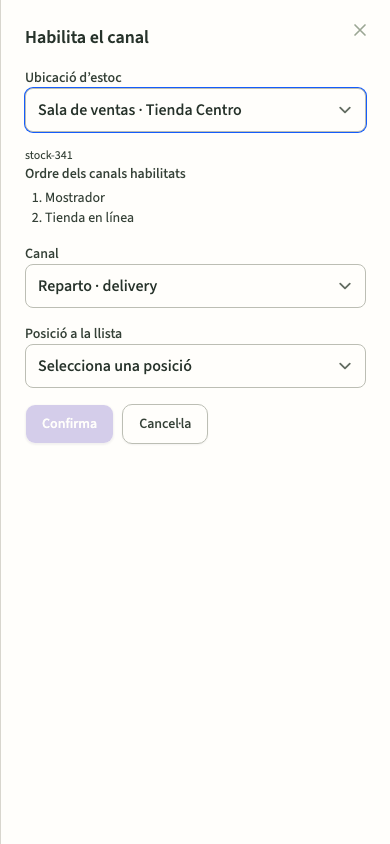 Habilita el canal
Ubicació d’estoc
Sala de ventas · Tienda Centro
stock-341
Ordre dels canals habilitats
1. Mostrador
2. Tienda en línea
Canal
Reparto · delivery
Posició a la llista
Selecciona una posició
Confirma
Cancel·la